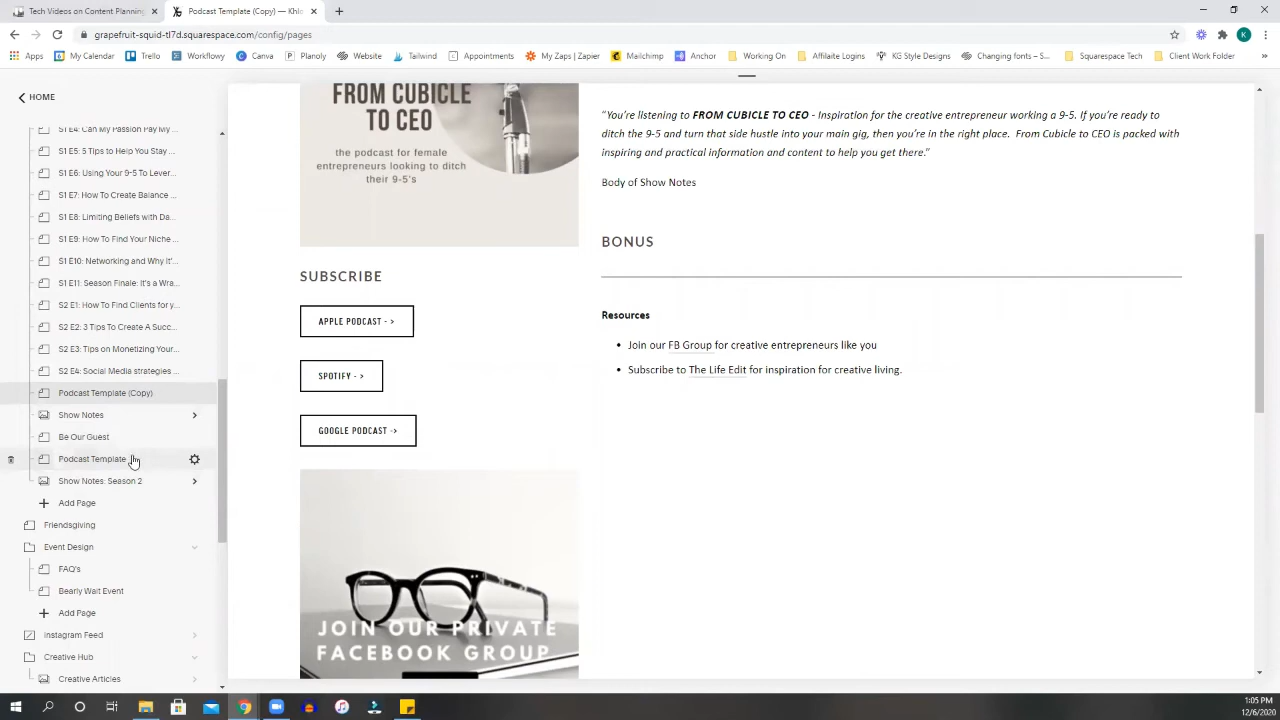 Tech Videos on Content Planning
Podcast Template (Copy) — Khlo
grapefruit-squid-tl7d.squarespace.com/config/pages
K
Apps
My Calendar
Trello
Workflowy
Canva
Planoly
Website
Tailwind
Appointments
My Zaps | Zapier
Mailchimp
Anchor
Working On
Affilaite Logins
KG Style Designs
Changing fonts – S...
Squarespace Tech
Client Work Folder
HOME
S1 E4: Can My Passion Pay My ...
S1 E5: 5 Tips to Help You Stay ...
S1 E6: Using Your 9-5 To Lever...
S1 E7: How To Create Balance ...
S1 E8: Limiting Beliefs with Da...
S1 E9: How To Find Your Niche ...
S1 E10: Networking and Why It'...
S1 E11: Season Finale: It's a Wra...
S2 E1: How To Find Clients for y...
S2 E2: 3 Tips To Create A Succ...
S2 E3: Tips on Monetizing Your...
S2 E4: Social Media strategies ...
Podcast Template (Copy)
Show Notes
Be Our Guest
Podcast Template
Show Notes: Season 2
Add Page
Friendsgiving
Event Design
FAQ's
Bearly Wait Event
Add Page
Instagram Feed
Creative Hub
Creative Articles
FROM CUBICLE
TO CEO
the podcast for female
entrepreneurs looking to ditch
their 9-5's
SUBSCRIBE
APPLE PODCAST - >
SPOTIFY - >
GOOGLE PODCAST ->
JOIN OUR PRIVATE
FACEBOOK GROUP
"You're listening to FROM CUBICLE TO CEO - Inspiration for the creative entrepreneur working a 9-5. If you're ready to
ditch the 9-5 and turn that side hustle into your main gig, then you're in the right place. From Cubicle to CEO is packed with
inspiring and practical information and content to help you get there."
Body of Show Notes
BONUS
Resources
• Join our FB Group for creative entrepreneurs like you
• Subscribe to The Life Edit for inspiration for creative living.
1:05 PM
12/6/2020